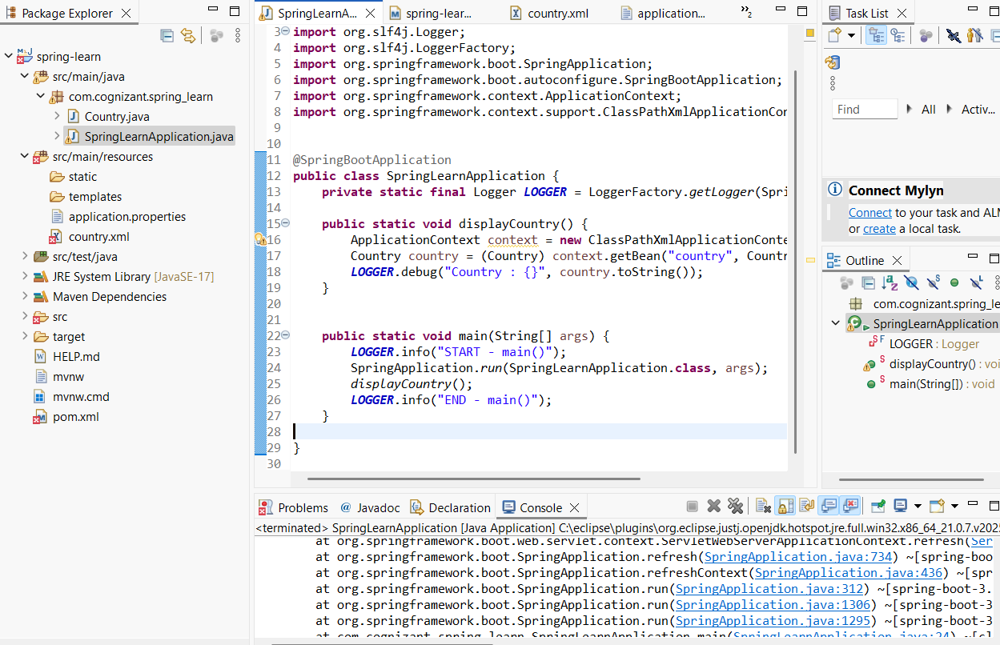 Package Explorer
spring-learn
src/main/java
com.cognizant.spring_learn
Country.java
SpringLearnApplication.java
src/main/resources
static
templates
application.properties
country.xml
src/test/java
JRE System Library [JavaSE-17]
Maven Dependencies
src
target
HELP.md
mvnw
mvnw.cmd
pom.xml
SpringLearnA...
spring-lear...
country.xml
application...
»2
3 import org.slf4j.Logger;
4 import org.slf4j.LoggerFactory;
5 import org.springframework.boot.SpringApplication;
6 import org.springframework.boot.autoconfigure.SpringBootApplication;
7 import org.springframework.context.ApplicationContext;
8 import org.springframework.context.support.ClassPathXmlApplicationCon
9
10
11 @SpringBootApplication
12 public class SpringLearnApplication {
13 private static final Logger LOGGER = LoggerFactory.getLogger(Spri
14
15 public static void displayCountry() {
16 ApplicationContext context = new ClassPathXmlApplicationConte
17 Country country = (Country) context.getBean("country", Countr
18 LOGGER.debug("Country : {}", country.toString());
19 }
20
21
22 public static void main(String[] args) {
23 LOGGER.info("START - main()");
24 SpringApplication.run(SpringLearnApplication.class, args);
25 displayCountry();
26 LOGGER.info("END - main()");
27 }
28
29 }
30
Task List
Find
All
Activ...
Connect Mylyn
Connect to your task and ALM
or create a local task.
Outline
com.cognizant.spring_le
SpringLearnApplication
LOGGER : Logger
displayCountry() : voi
main(String[]) : void
Problems
Javadoc
Declaration
Console
<terminated> SpringLearnApplication [Java Application] C:\eclipse\plugins\org.eclipse.justj.openjdk.hotspot.jre.full.win32.x86_64_21.0.7.v2025
at org.springframework.boot.web.servlet.context.ServletWebServerApplicationContext.refresh(Ser
at org.springframework.boot.SpringApplication.refresh(SpringApplication.java:734) ~[spring-boo
at org.springframework.boot.SpringApplication.refreshContext(SpringApplication.java:436) ~[spr
at org.springframework.boot.SpringApplication.run(SpringApplication.java:312) ~[spring-boot-3.
at org.springframework.boot.SpringApplication.run(SpringApplication.java:1306) ~[spring-boot-3
at org.springframework.boot.SpringApplication.run(SpringApplication.java:1295) ~[spring-boot-3
at com.cognizant.spring_learn.SpringLearnApplication.main(SpringLearnApplication.java:24) ~[cl